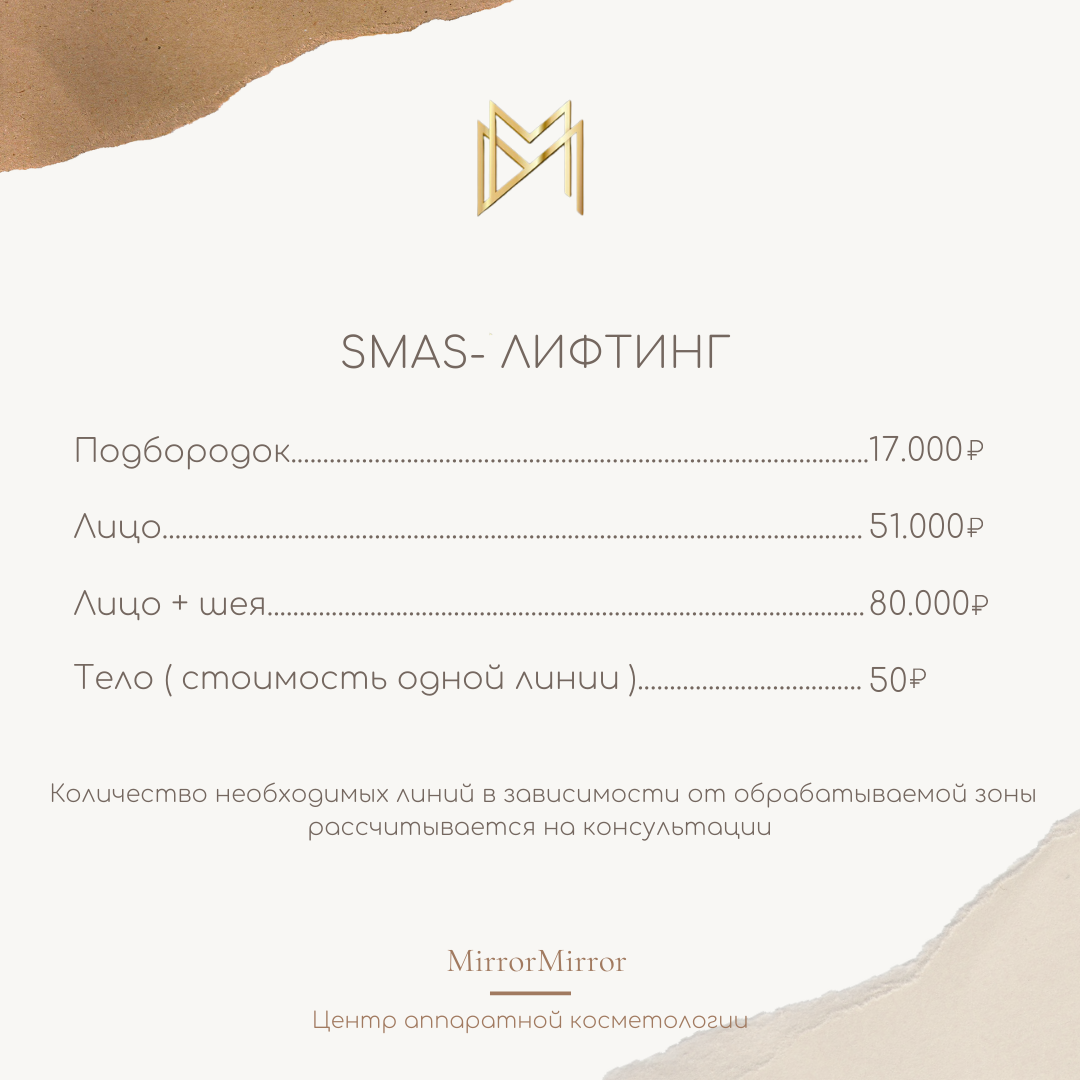 SMAS- ЛИФТИНГ
Подбородок..........................................................................................17.000₽
Лицо.............................................................................................................. 51.000₽
Лицо + шея.............................................................................................80.000₽
Тело ( стоимость одной линии )................................... 50₽
Количество необходимых линий в зависимости от обрабатываемой зоны
рассчитывается на консультации
MirrorMirror
Центр аппаратной косметологии